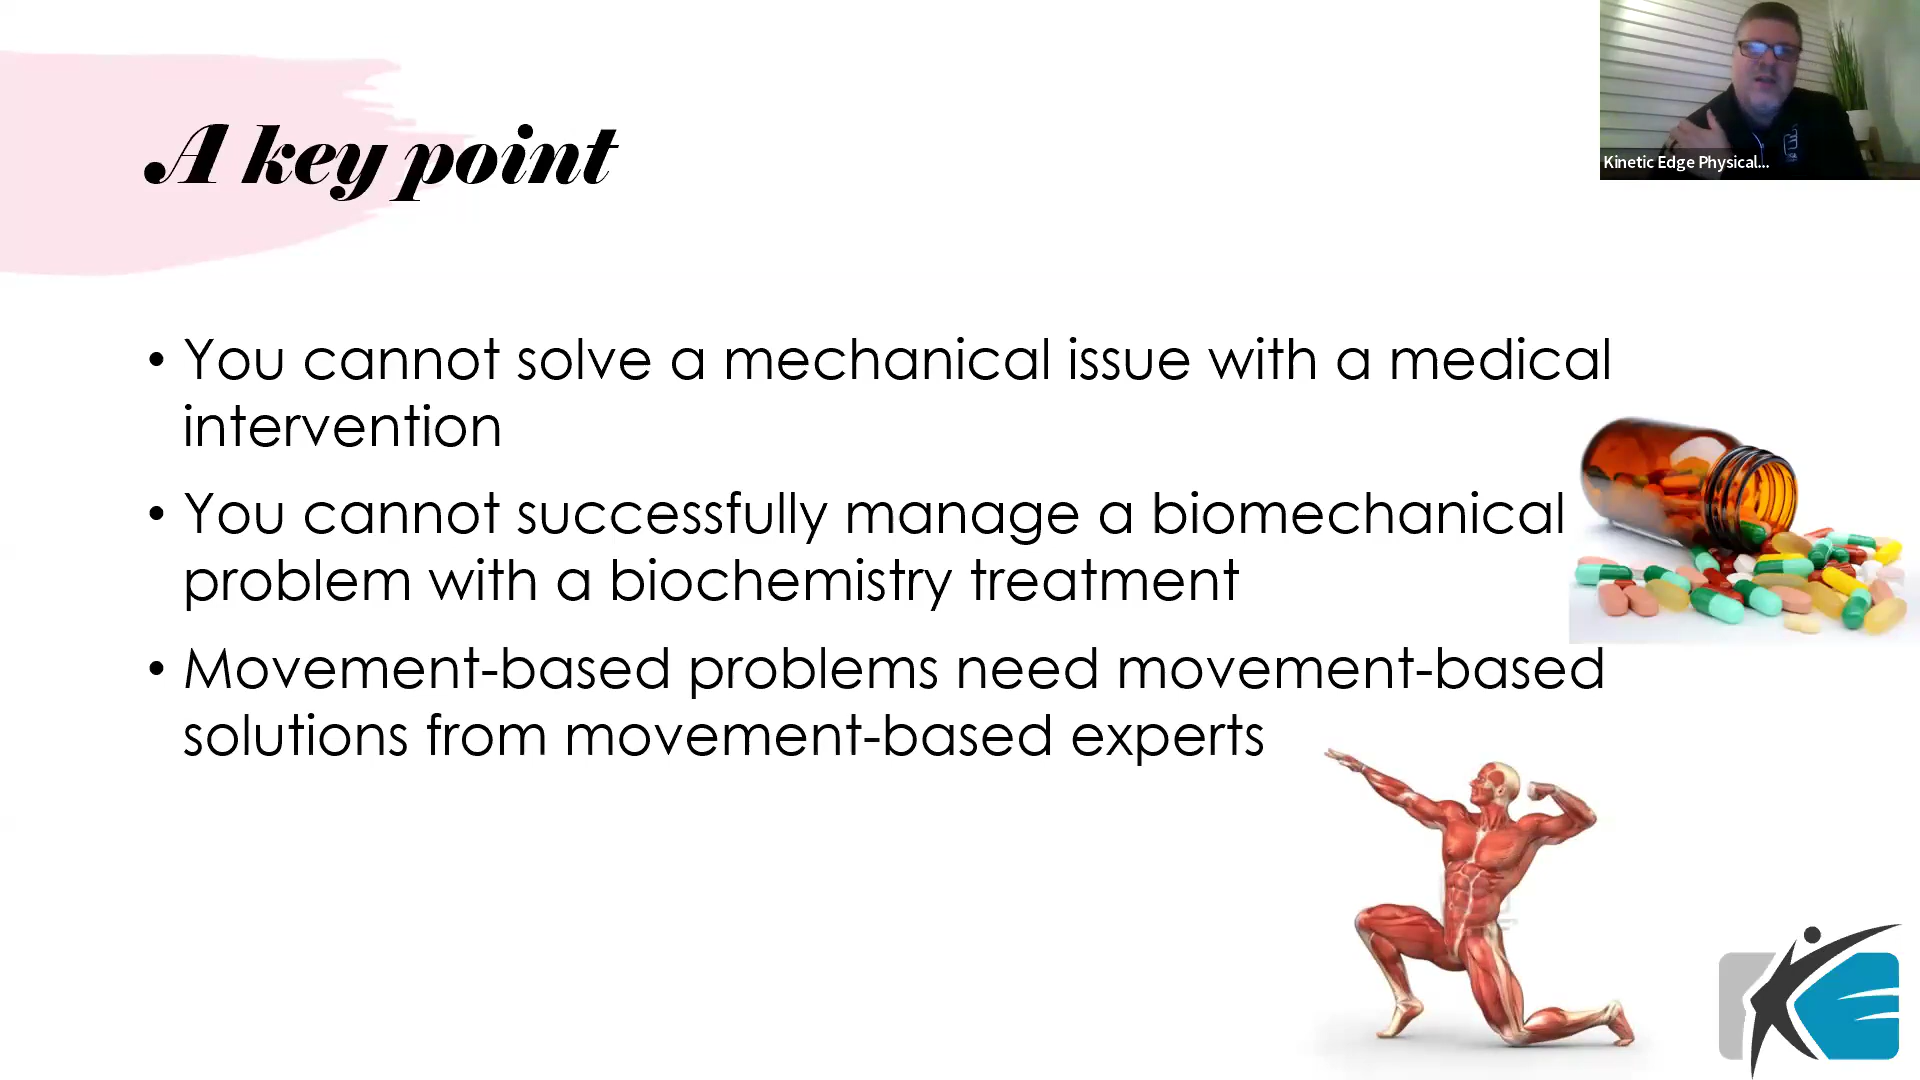 A key point
Kinetic Edge Physical...
• You cannot solve a mechanical issue with a medical
intervention
• You cannot successfully manage a biomechanical
problem with a biochemistry treatment
• Movement-based problems need movement-based
solutions from movement-based experts